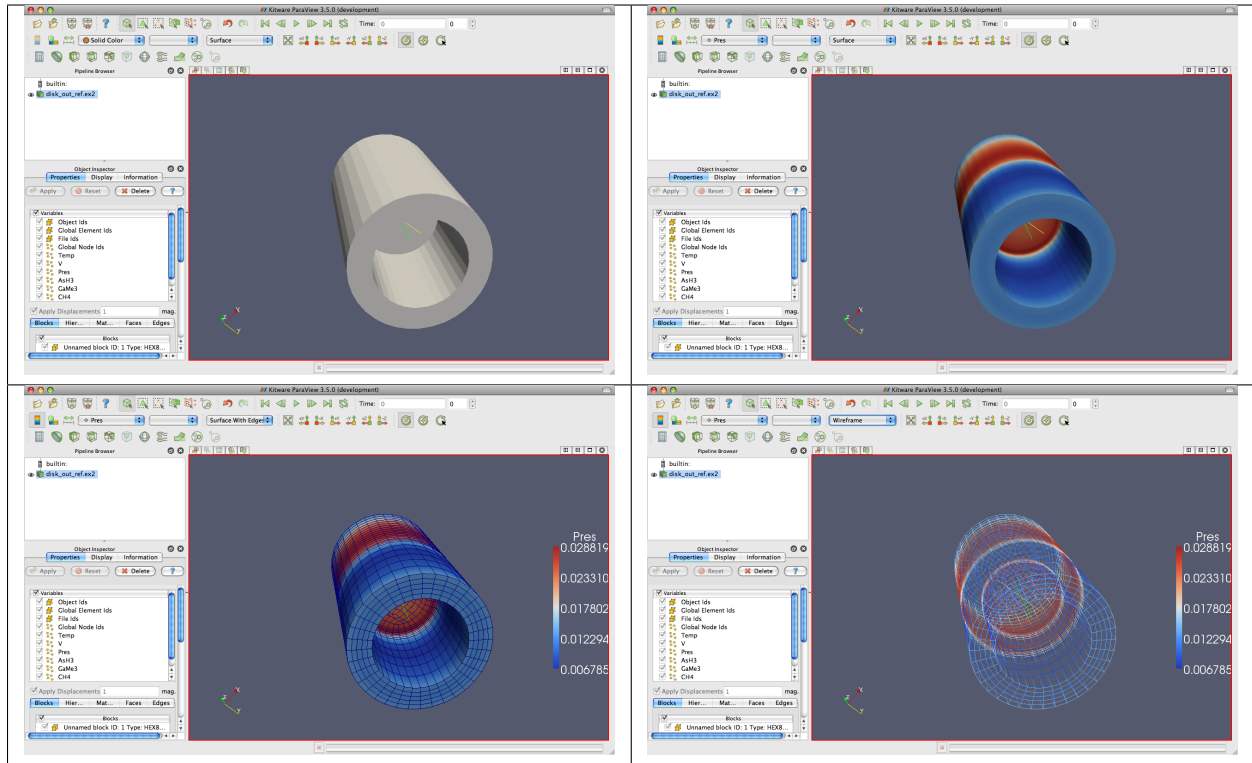 Kitware ParaView 3.5.0 (development)
Time: 0 0
Solid Color Surface
Pipeline Browser
builtin:
disk_out_ref.ex2
Object Inspector
Properties Display Information
Apply Reset Delete ?
Variables
Object Ids
Global Element Ids
File Ids
Global Node Ids
Temp
V
Pres
AsH3
GaMe3
CH4
Apply Displacements 1 mag.
Blocks Hier... Mat... Faces Edges
Blocks
Unnamed block ID: 1 Type: HEX8...
X
Z
Y
Kitware ParaView 3.5.0 (development)
Time: 0 0
Pres Surface
Pipeline Browser
builtin:
disk_out_ref.ex2
Object Inspector
Properties Display Information
Apply Reset Delete ?
Variables
Object Ids
Global Element Ids
File Ids
Global Node Ids
Temp
V
Pres
AsH3
GaMe3
CH4
Apply Displacements 1 mag.
Blocks Hier... Mat... Faces Edges
Blocks
Unnamed block ID: 1 Type: HEX8...
X
Z
Y
Kitware ParaView 3.5.0 (development)
Time: 0 0
Pres Surface With Edges
Pipeline Browser
builtin:
disk_out_ref.ex2
Object Inspector
Properties Display Information
Apply Reset Delete ?
Variables
Object Ids
Global Element Ids
File Ids
Global Node Ids
Temp
V
Pres
AsH3
GaMe3
CH4
Apply Displacements 1 mag.
Blocks Hier... Mat... Faces Edges
Blocks
Unnamed block ID: 1 Type: HEX8...
Pres
0.028819
0.023310
0.017802
0.012294
0.006785
X
Z
Y
Kitware ParaView 3.5.0 (development)
Time: 0 0
Pres Wireframe
Pipeline Browser
builtin:
disk_out_ref.ex2
Object Inspector
Properties Display Information
Apply Reset Delete ?
Variables
Object Ids
Global Element Ids
File Ids
Global Node Ids
Temp
V
Pres
AsH3
GaMe3
CH4
Apply Displacements 1 mag.
Blocks Hier... Mat... Faces Edges
Blocks
Unnamed block ID: 1 Type: HEX8...
Pres
0.028819
0.023310
0.017802
0.012294
0.006785
X
Z
Y